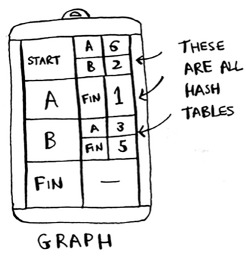 START A 6
B 2
A FIN 1
B A 3
FIN 5
FIN —
THESE
ARE ALL
HASH
TABLES
GRAPH